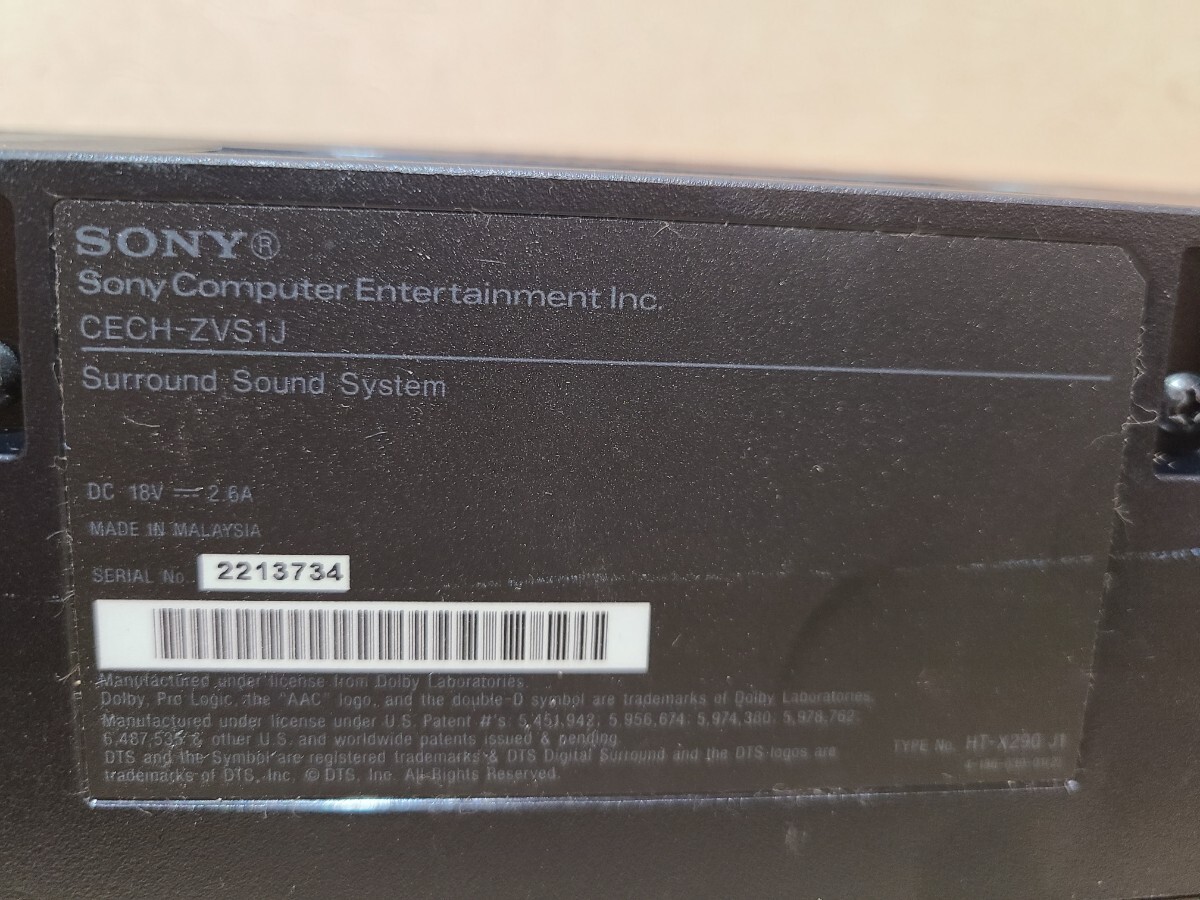 SONY®
Sony Computer Entertainment Inc.
CECH-ZVS1J
Surround Sound System
DC 18V ⎓ 2.6A
MADE IN MALAYSIA
SERIAL No. 2213734
Manufactured under license from Dolby Laboratories.
Dolby, Pro Logic, the "AAC" logo, and the double-D symbol are trademarks of Dolby Laboratories.
Manufactured under license under U.S. Patent #'s: 5,451,942; 5,956,674; 5,974,380; 5,978,762;
6,487,535 & other U.S. and worldwide patents issued & pending.
DTS and the Symbol are registered trademarks & DTS Digital Surround and the DTS logos are
trademarks of DTS, Inc. © DTS, Inc. All Rights Reserved.
TYPE No. HT-X290 J1